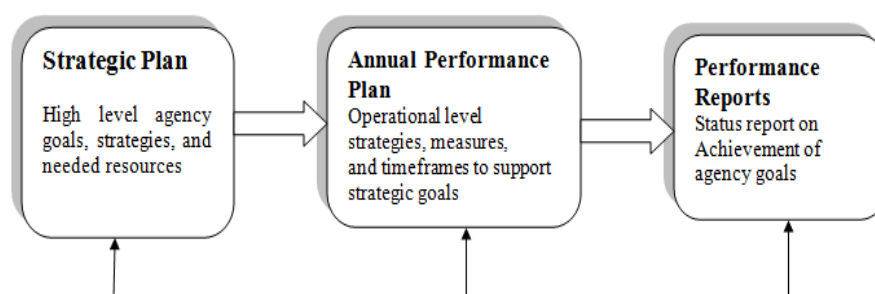 Strategic Plan
High level agency
goals, strategies, and
needed resources
Annual Performance
Plan
Operational level
strategies, measures,
and timeframes to support
strategic goals
Performance
Reports
Status report on
Achievement of
agency goals